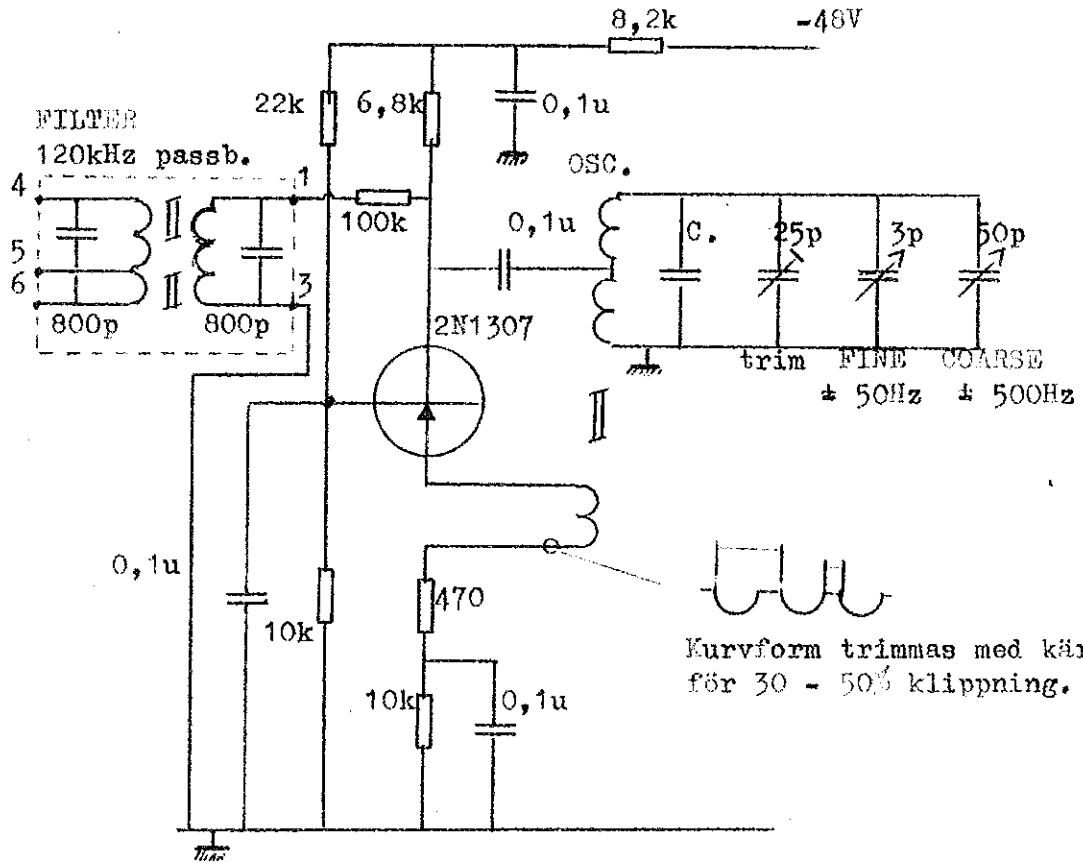 8,2k
-48V
22k
6,8k
0,1u
FILTER
120kHz passb.
OSC.
4
1
100k
0,1u
C.
25p
3p
50p
5
6
3
800p
800p
2N1307
trim FINE COARSE
± 50Hz ± 500Hz
0,1u
470
10k
10k
0,1u
Kurvform trimmas med
för 30 - 50% klippning.